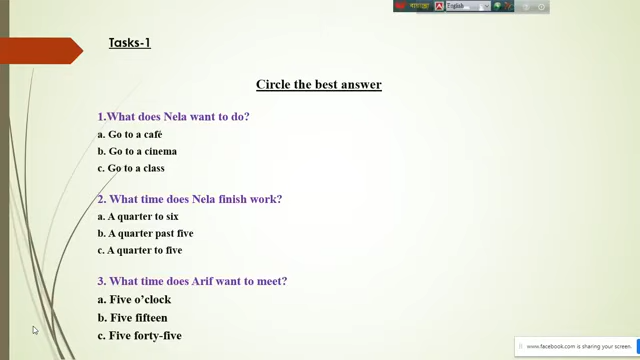 English
Tasks-1
Circle the best answer
1.What does Nela want to do?
a. Go to a café
b. Go to a cinema
c. Go to a class
2. What time does Nela finish work?
a. A quarter to six
b. A quarter past five
c. A quarter to five
3. What time does Arif want to meet?
a. Five o’clock
b. Five fifteen
c. Five forty-five
www.facebook.com is sharing your screen.